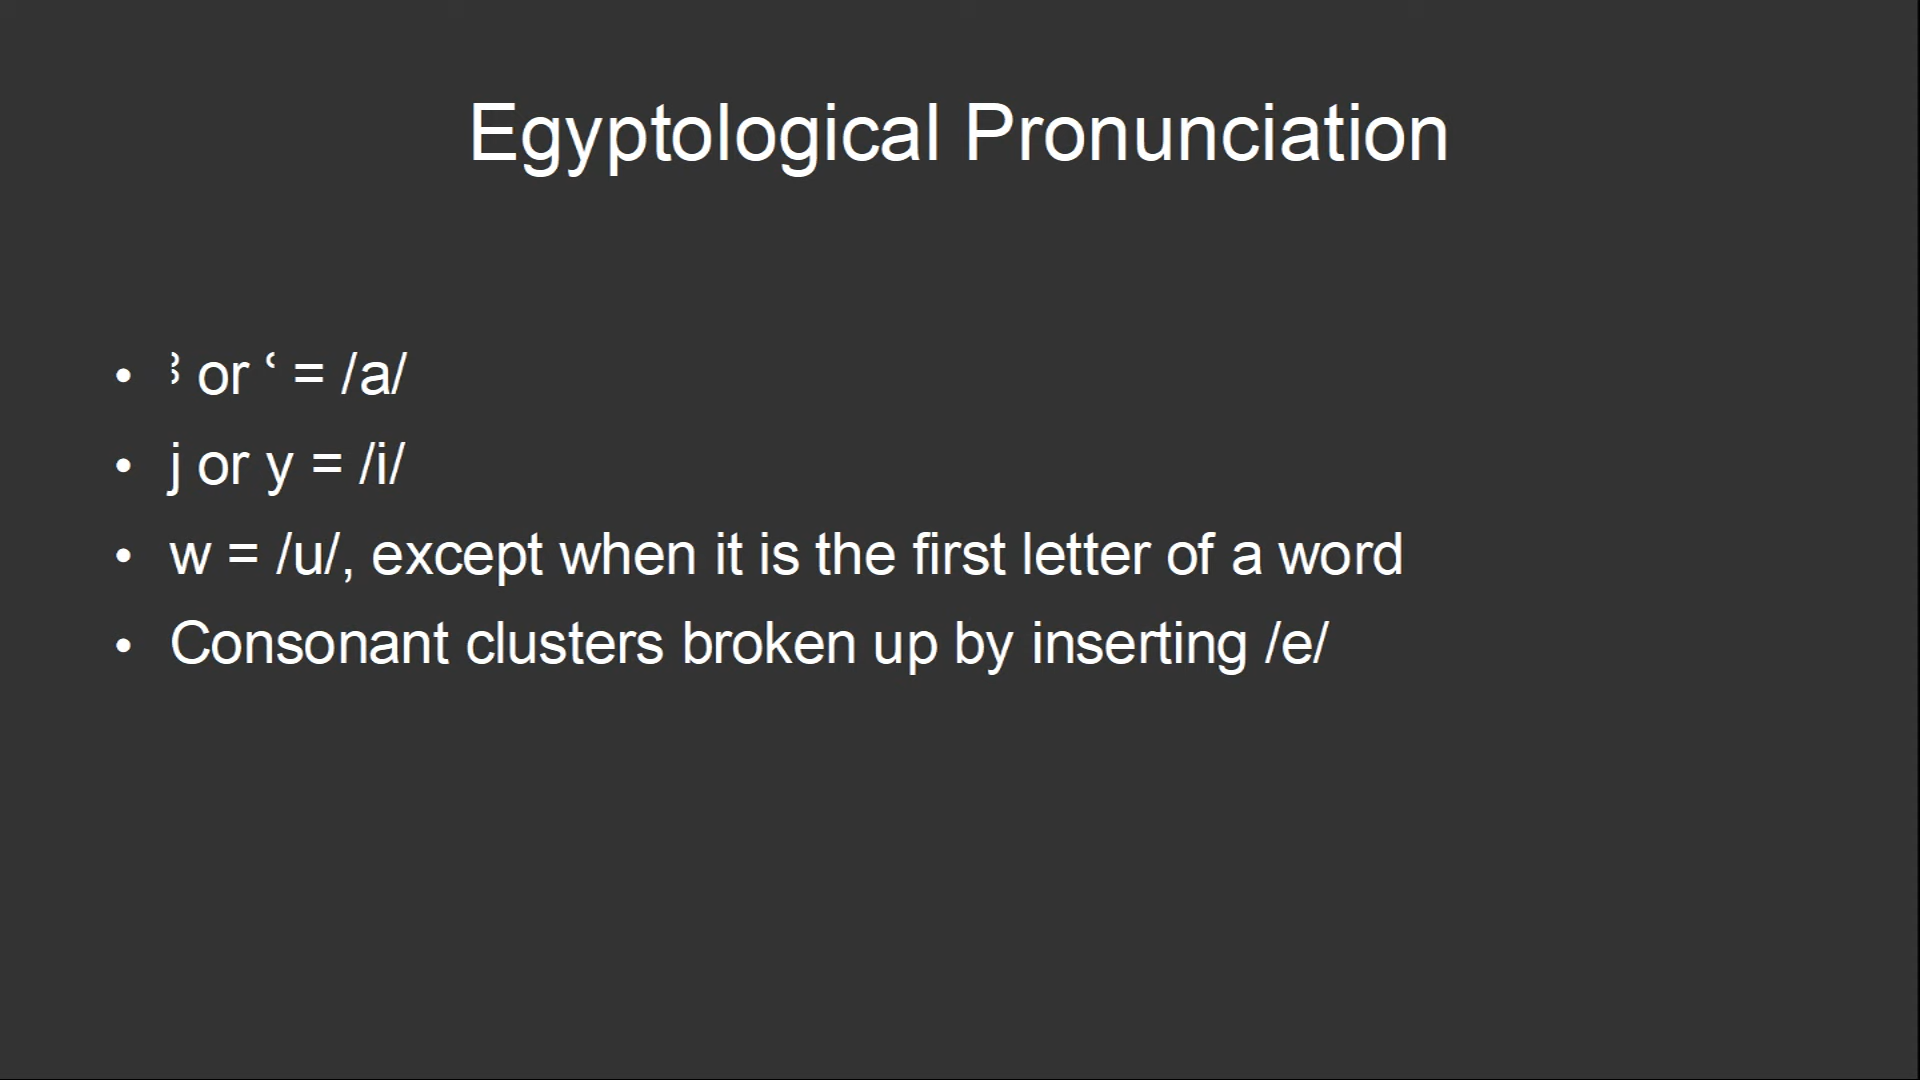 Egyptological Pronunciation
• ꜣ or ꜥ = /a/
• j or y = /i/
• w = /u/, except when it is the first letter of a word
• Consonant clusters broken up by inserting /e/